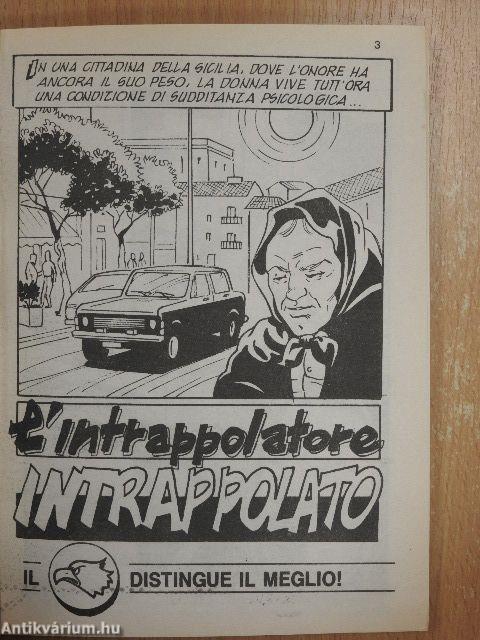 3
IN UNA CITTADINA DELLA SICILIA, DOVE L'ONORE HA
ANCORA IL SUO PESO, LA DONNA VIVE TUTT'ORA
UNA CONDIZIONE DI SUDDITANZA PSICOLOGICA...
L'intrappolatore
INTRAPPOLATO
IL DISTINGUE IL MEGLIO!
Antikvárium.hu